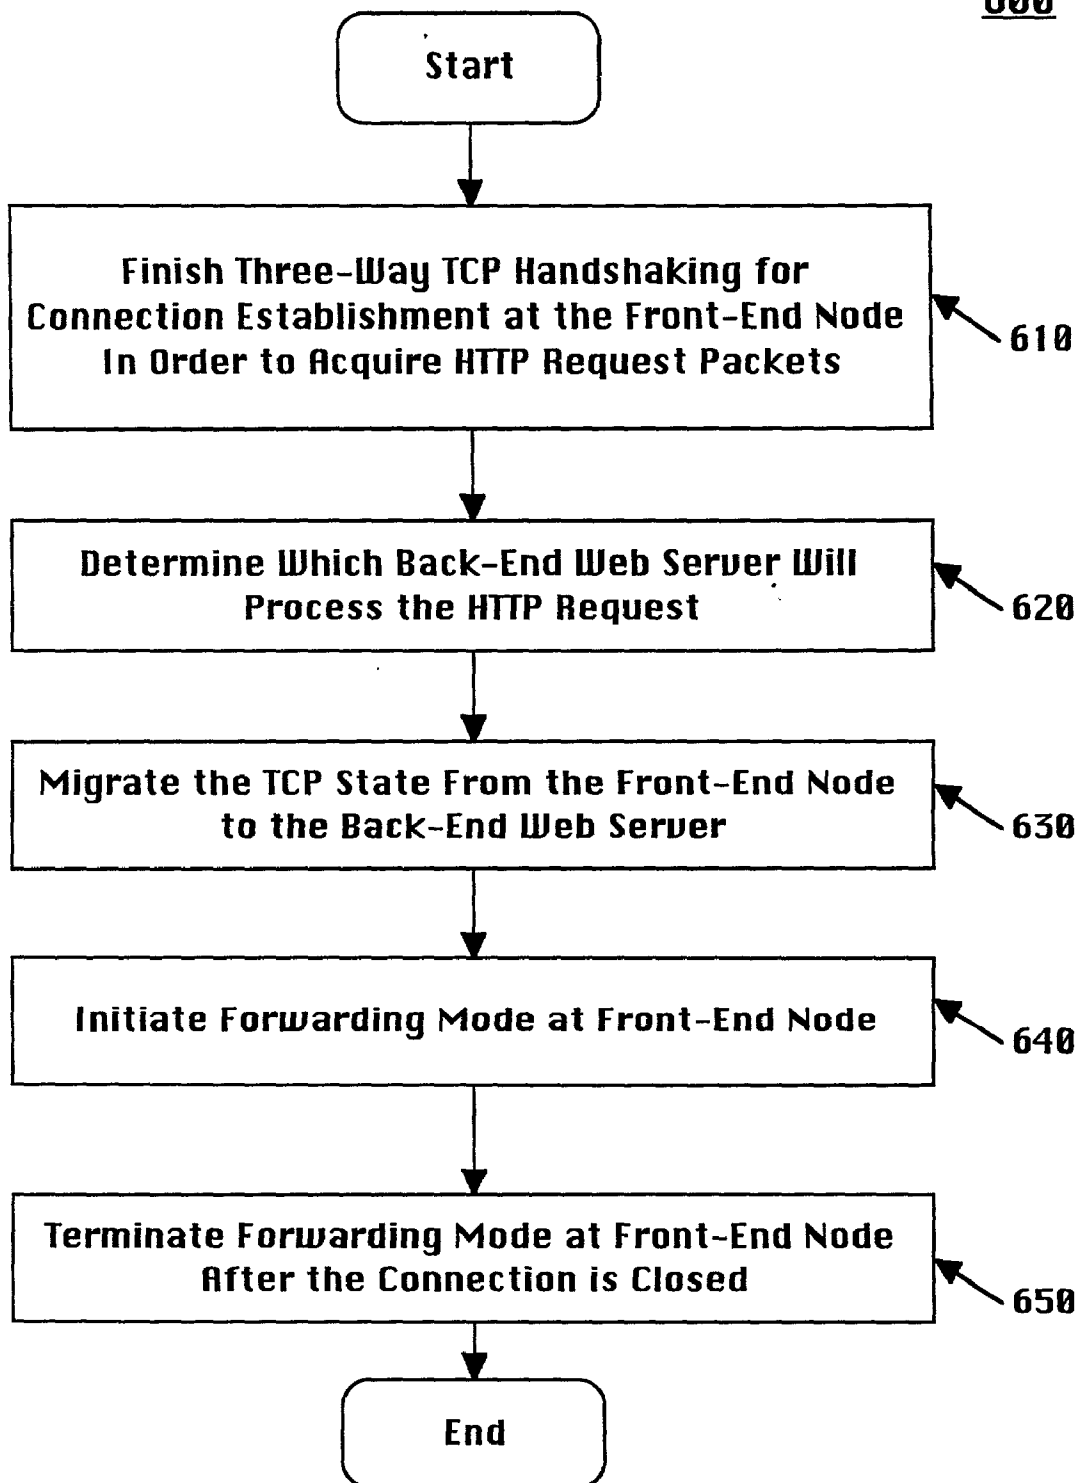 600
Start
Finish Three-Way TCP Handshaking for
Connection Establishment at the Front-End Node
In Order to Acquire HTTP Request Packets
610
Determine Which Back-End Web Server Will
Process the HTTP Request
620
Migrate the TCP State From the Front-End Node
to the Back-End Web Server
630
Initiate Forwarding Mode at Front-End Node
640
Terminate Forwarding Mode at Front-End Node
After the Connection is Closed
650
End